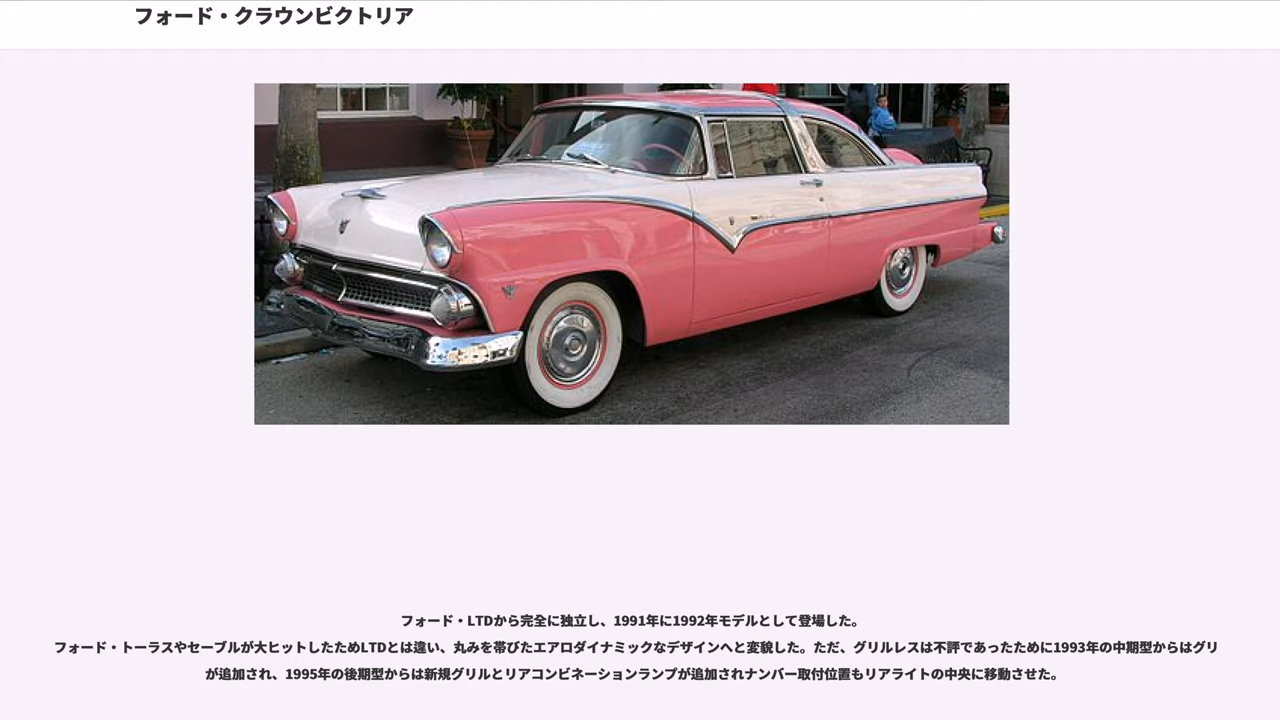 フォード・クラウンビクトリア
フォード・LTDから完全に独立し、1991年に1992年モデルとして登場した。
フォード・トーラスやセーブルが大ヒットしたためLTDとは違い、丸みを帯びたエアロダイナミックなデザインへと変貌した。ただ、グリルレスは不評であったために1993年の中期型からはグリ
が追加され、1995年の後期型からは新規グリルとリアコンビネーションランプが追加されナンバー取付位置もリアライトの中央に移動させた。